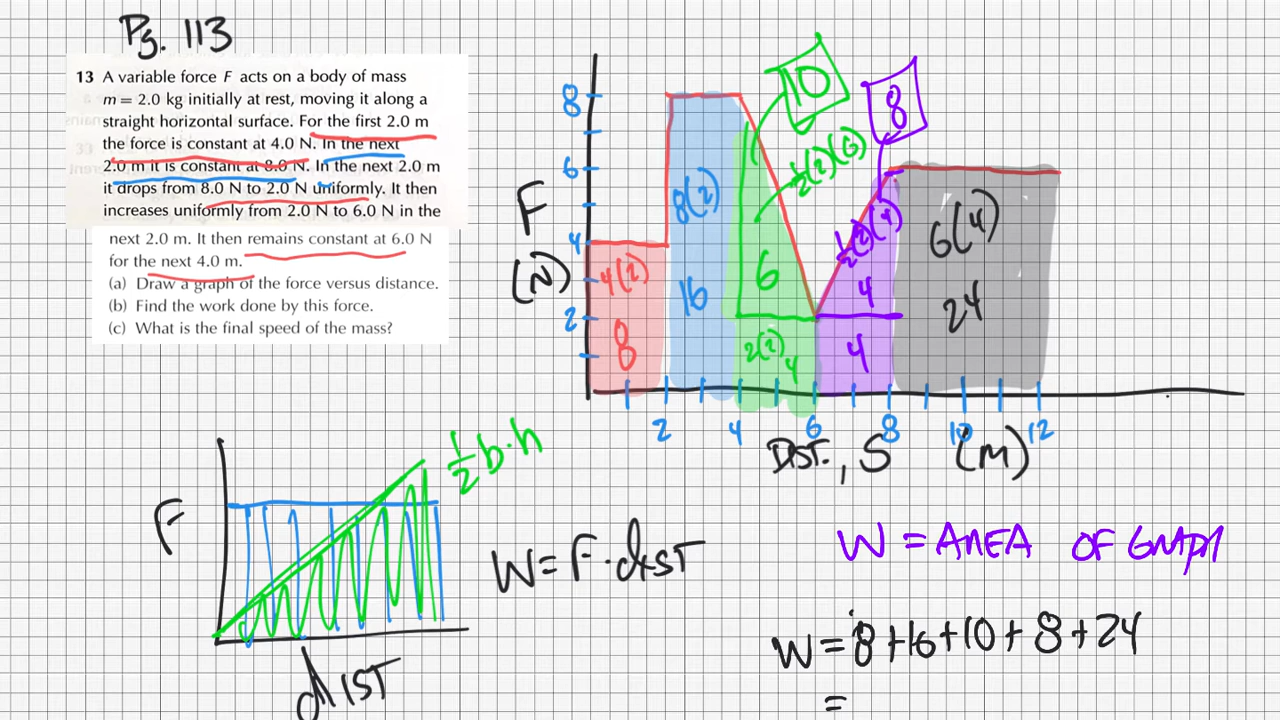 Pg. 113
13 A variable force F acts on a body of mass
m = 2.0 kg initially at rest, moving it along a
straight horizontal surface. For the first 2.0 m
the force is constant at 4.0 N. In the next
2.0 m it is constant at 8.0 N. In the next 2.0 m
it drops from 8.0 N to 2.0 N uniformly. It then
increases uniformly from 2.0 N to 6.0 N in the
next 2.0 m. It then remains constant at 6.0 N
for the next 4.0 m.
(a) Draw a graph of the force versus distance.
(b) Find the work done by this force.
(c) What is the final speed of the mass?
F
(N)
8
6
4
2
4(2)
8
8(2)
16
10
½(2)(6)
6
2(2)
4
8
½(2)(4)
4
4
6(4)
24
2 4 6 8 10 12
DIST., S (M)
F
½ b·h
dIST
W = F·dIST
W = AREA OF GRAPH
W = 8+16+10+8+24
=